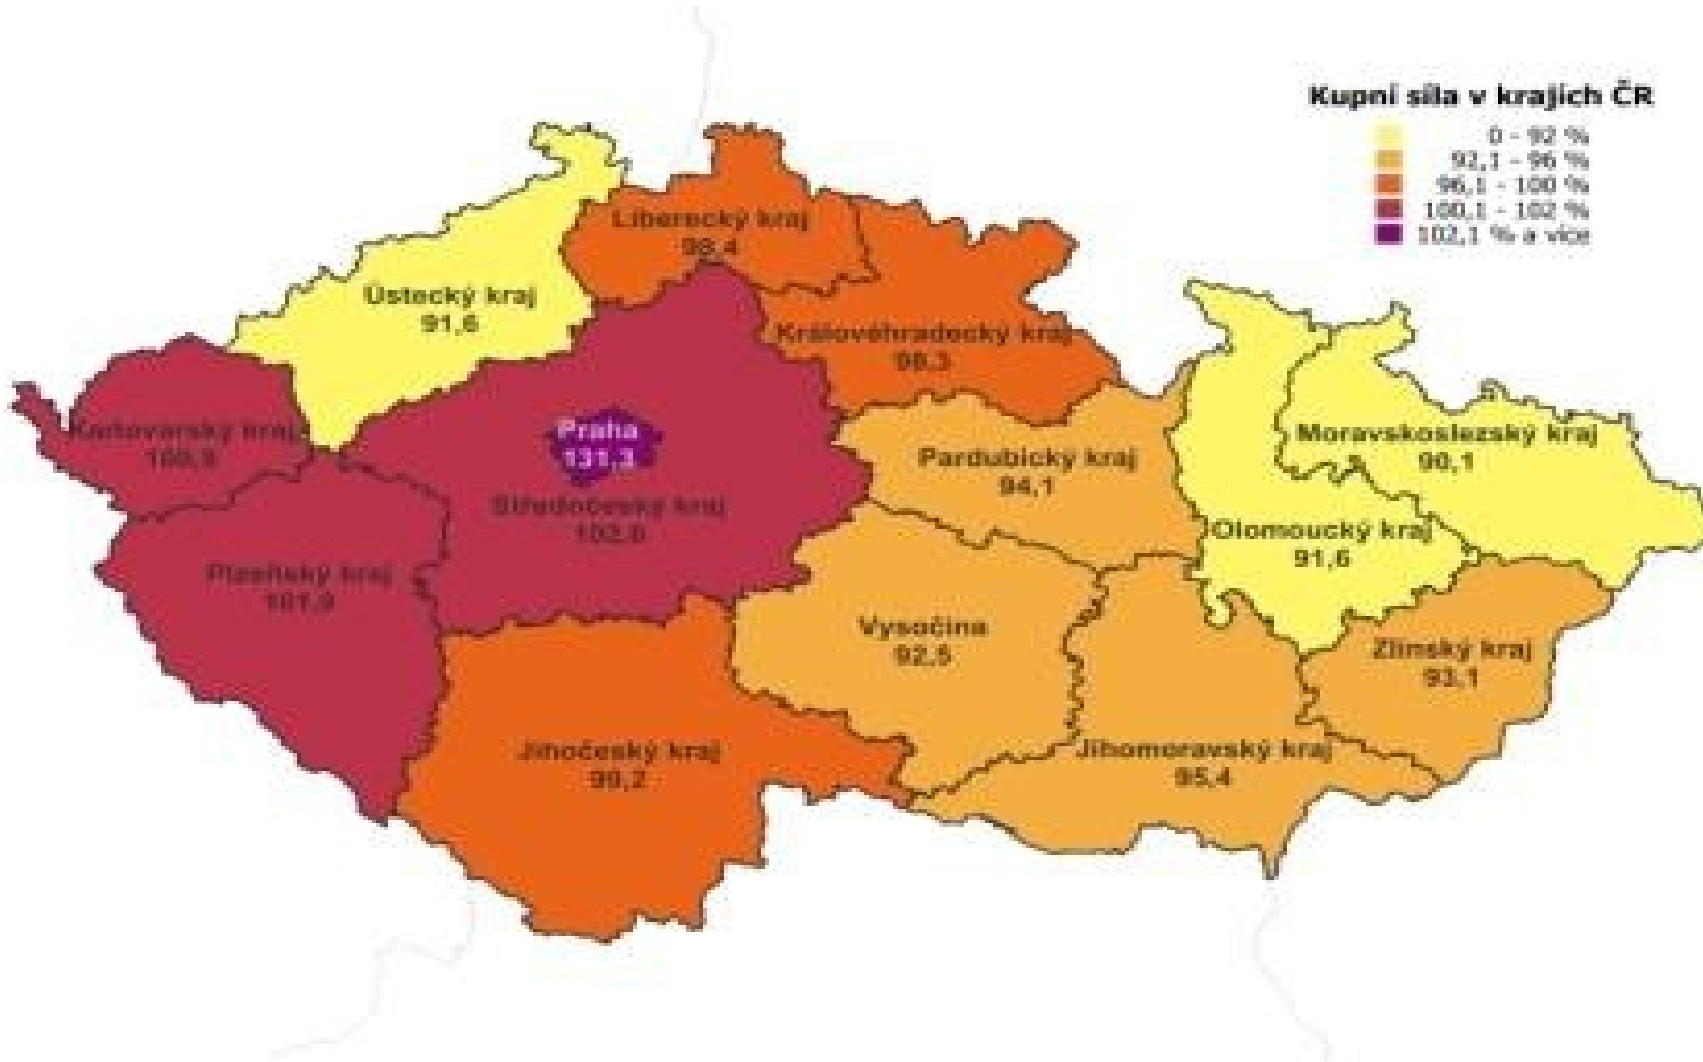 Kupní síla v krajích ČR
0 - 92 %
92,1 - 96 %
96,1 - 100 %
100,1 - 102 %
102,1 % a více
Liberecký kraj
98,4
Ústecký kraj
91,6
Královéhradecký kraj
98,3
Karlovarský kraj
Praha
131,3
Moravskoslezský kraj
90,1
Pardubický kraj
94,1
Středočeský kraj
Olomoucký kraj
91,6
Plzeňský kraj
101,9
Vysočina
92,5
Zlínský kraj
93,1
Jihočeský kraj
99,2
Jihomoravský kraj
95,4